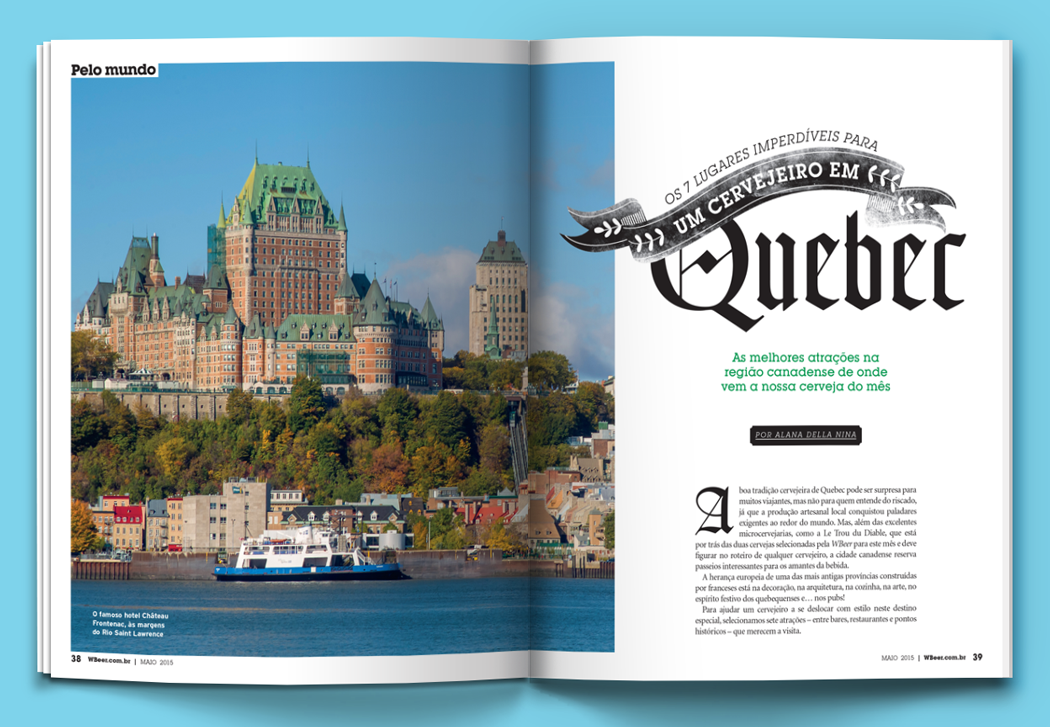 Pelo mundo
O famoso hotel Château
Frontenac, às margens
do Rio Saint Lawrence
38 WBeer.com.br | MAIO 2015
OS 7 LUGARES IMPERDÍVEIS PARA
UM CERVEJEIRO EM
Quebec
As melhores atrações na
região canadense de onde
vem a nossa cerveja do mês
POR ALANA DELLA NINA
A boa tradição cervejeira de Quebec pode ser surpresa para
muitos viajantes, mas não para quem entende do riscado,
já que a produção artesanal local conquistou paladares
exigentes ao redor do mundo. Mas, além das excelentes
microcervejarias, como a Le Trou du Diable, que está
por trás das duas cervejas selecionadas pela WBeer para este mês e deve
figurar no roteiro de qualquer cervejeiro, a cidade canadense reserva
passeios interessantes para os amantes da bebida.
A herança europeia de uma das mais antigas províncias construídas
por franceses está na decoração, na arquitetura, na cozinha, na arte, no
espírito festivo dos quebequenses e… nos pubs!
Para ajudar um cervejeiro a se deslocar com estilo neste destino
especial, selecionamos sete atrações – entre bares, restaurantes e pontos
históricos – que merecem a visita.
MAIO 2015 | WBeer.com.br 39